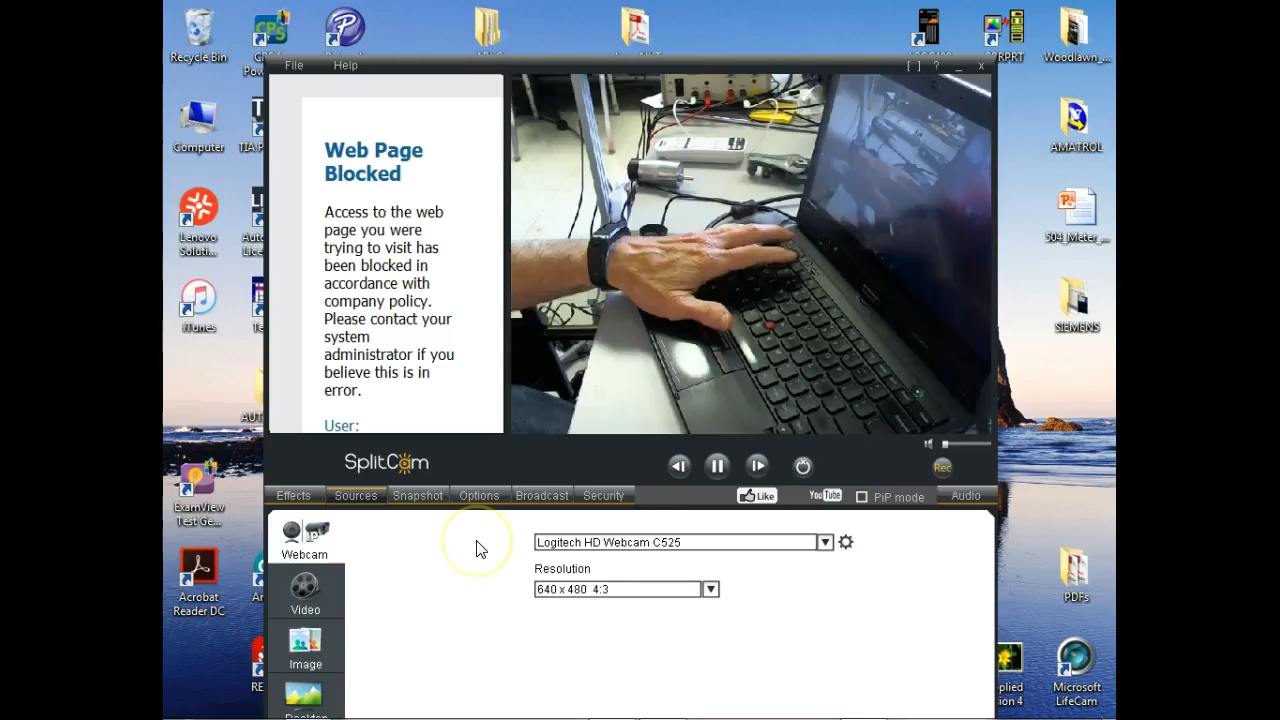 Recycle Bin
Computer
Lenovo
Soluti...
iTunes
ExamView
Test Ge...
Acrobat
Reader DC
RPRT
Woodlawn_...
AMATROL
504_Meter_...
SIEMENS
PDFs
Microsoft
LifeCam
File Help
[ ] ? _ x
Web Page
Blocked
Access to the web
page you were
trying to visit has
been blocked in
accordance with
company policy.
Please contact your
system
administrator if you
believe this is in
error.
User:
SplitCam
Rec
Effects Sources Snapshot Options Broadcast Security Like YouTube PiP mode Audio
Webcam
Video
Image
Desktop
IP
Logitech HD Webcam C525
Resolution
640 x 480 4:3